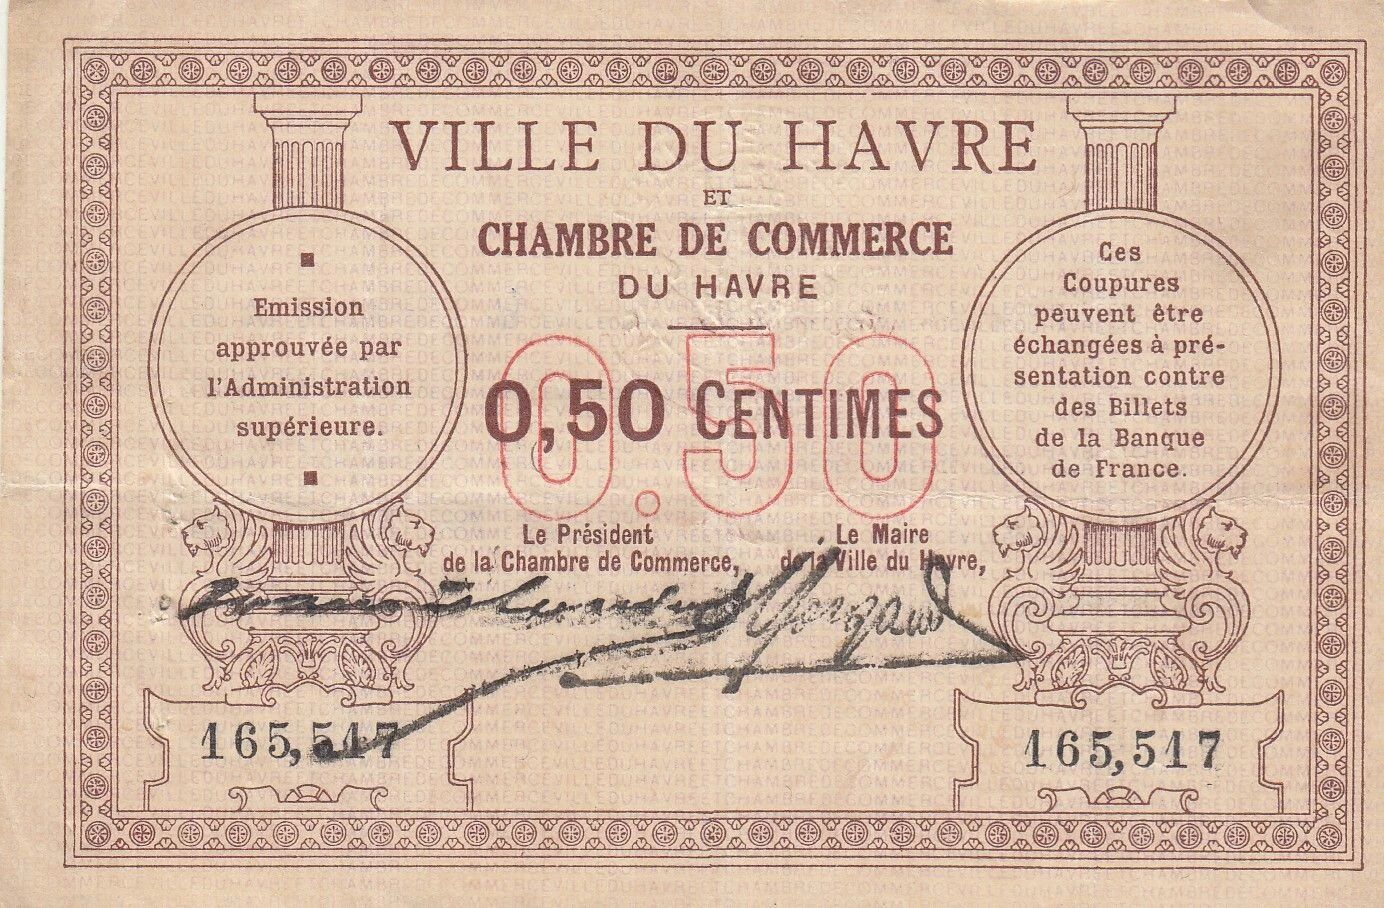 VILLE DU HAVRE
ET
CHAMBRE DE COMMERCE
DU HAVRE
Emission
approuvée par
l'Administration
supérieure.
0,50 CENTIMES
0.50
Ces
Coupures
peuvent être
échangées à pré-
sentation contre
des Billets
de la Banque
de France.
Le Président
de la Chambre de Commerce,
Le Maire
de la Ville du Havre,
165,517
165,517